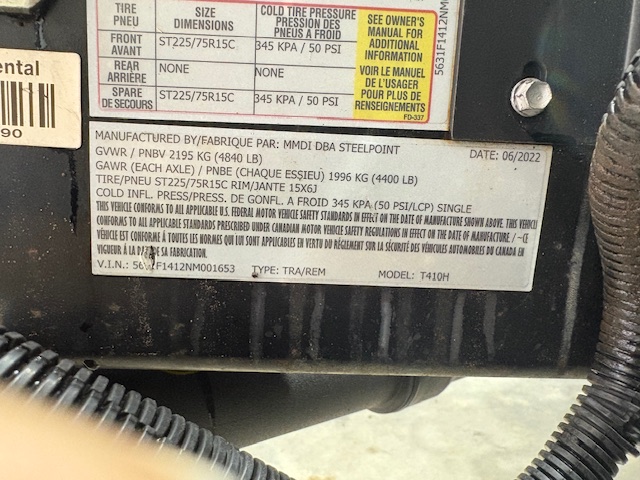 TIRE
PNEU
SIZE
DIMENSIONS
COLD TIRE PRESSURE
PRESSION DES
PNEUS A FROID
FRONT
AVANT
ST225/75R15C
345 KPA / 50 PSI
REAR
ARRIÈRE
NONE
NONE
SPARE
DE SECOURS
ST225/75R15C
345 KPA / 50 PSI
SEE OWNER'S
MANUAL FOR
ADDITIONAL
INFORMATION
VOIR LE MANUEL
DE L'USAGER
POUR PLUS DE
RENSEIGNEMENTS
FD-337
5631F1412NM
ental
90
MANUFACTURED BY/FABRIQUE PAR: MMDI DBA STEELPOINT
DATE: 06/2022
GVWR / PNBV 2195 KG (4840 LB)
GAWR (EACH AXLE) / PNBE (CHAQUE ESSIEU) 1996 KG (4400 LB)
TIRE/PNEU ST225/75R15C RIM/JANTE 15X6J
COLD INFL. PRESS/PRESS. DE GONFL. A FROID 345 KPA (50 PSI/LCP) SINGLE
THIS VEHICLE CONFORMS TO ALL APPLICABLE U.S. FEDERAL MOTOR VEHICLE SAFETY STANDARDS IN EFFECT ON THE DATE OF MANUFACTURE SHOWN ABOVE.
THIS VEHICLE CONFORMS TO ALL APPLICABLE STANDARDS PRESCRIBED UNDER THE CANADIAN MOTOR VEHICLE SAFETY REGULATIONS IN EFFECT ON THE DATE OF MANUFACTURE. /-CE
VEHICULE EST CONFORME A TOUTES LES NORMES QUI LUI SONT APPLICABLES EN VERTU DU RÈGLEMENT SUR LA SÉCURITÉ DES VÉHICULES AUTOMOBILES DU CANADA EN
VIGUEUR A LA DATE DE SA FABRICATION.
V.I.N.: F1412NM001653
TYPE: TRA/REM
MODEL: T410H